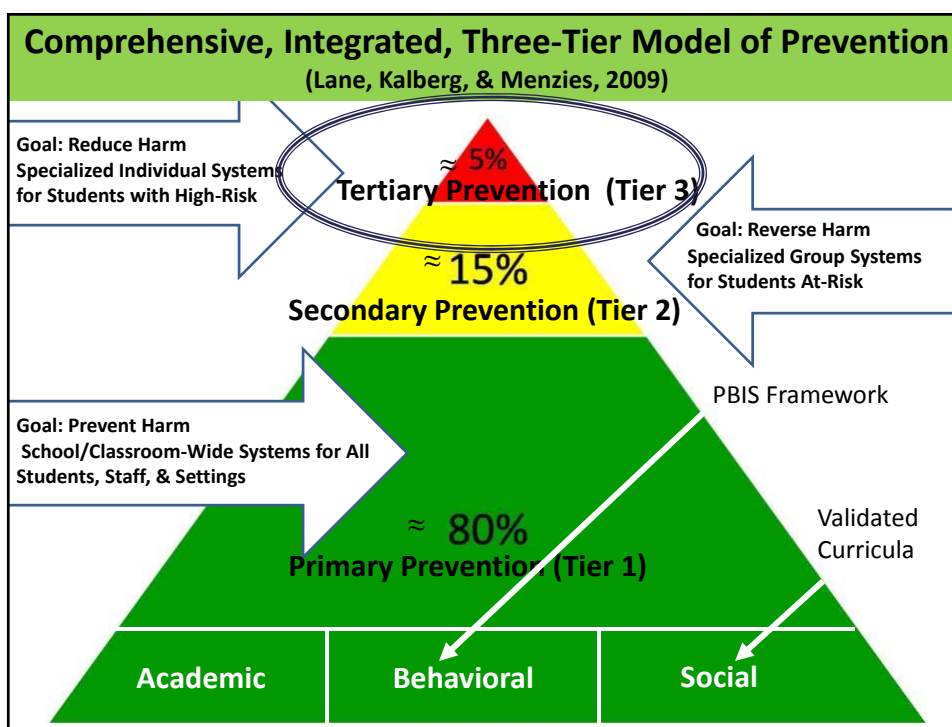 Comprehensive, Integrated, Three-Tier Model of Prevention
(Lane, Kalberg, & Menzies, 2009)
Goal: Reduce Harm
Specialized Individual Systems
for Students with High-Risk
≈ 5%
Tertiary Prevention (Tier 3)
Goal: Reverse Harm
Specialized Group Systems
for Students At-Risk
≈ 15%
Secondary Prevention (Tier 2)
PBIS Framework
Goal: Prevent Harm
School/Classroom-Wide Systems for All
Students, Staff, & Settings
Validated
Curricula
≈ 80%
Primary Prevention (Tier 1)
Academic
Behavioral
Social